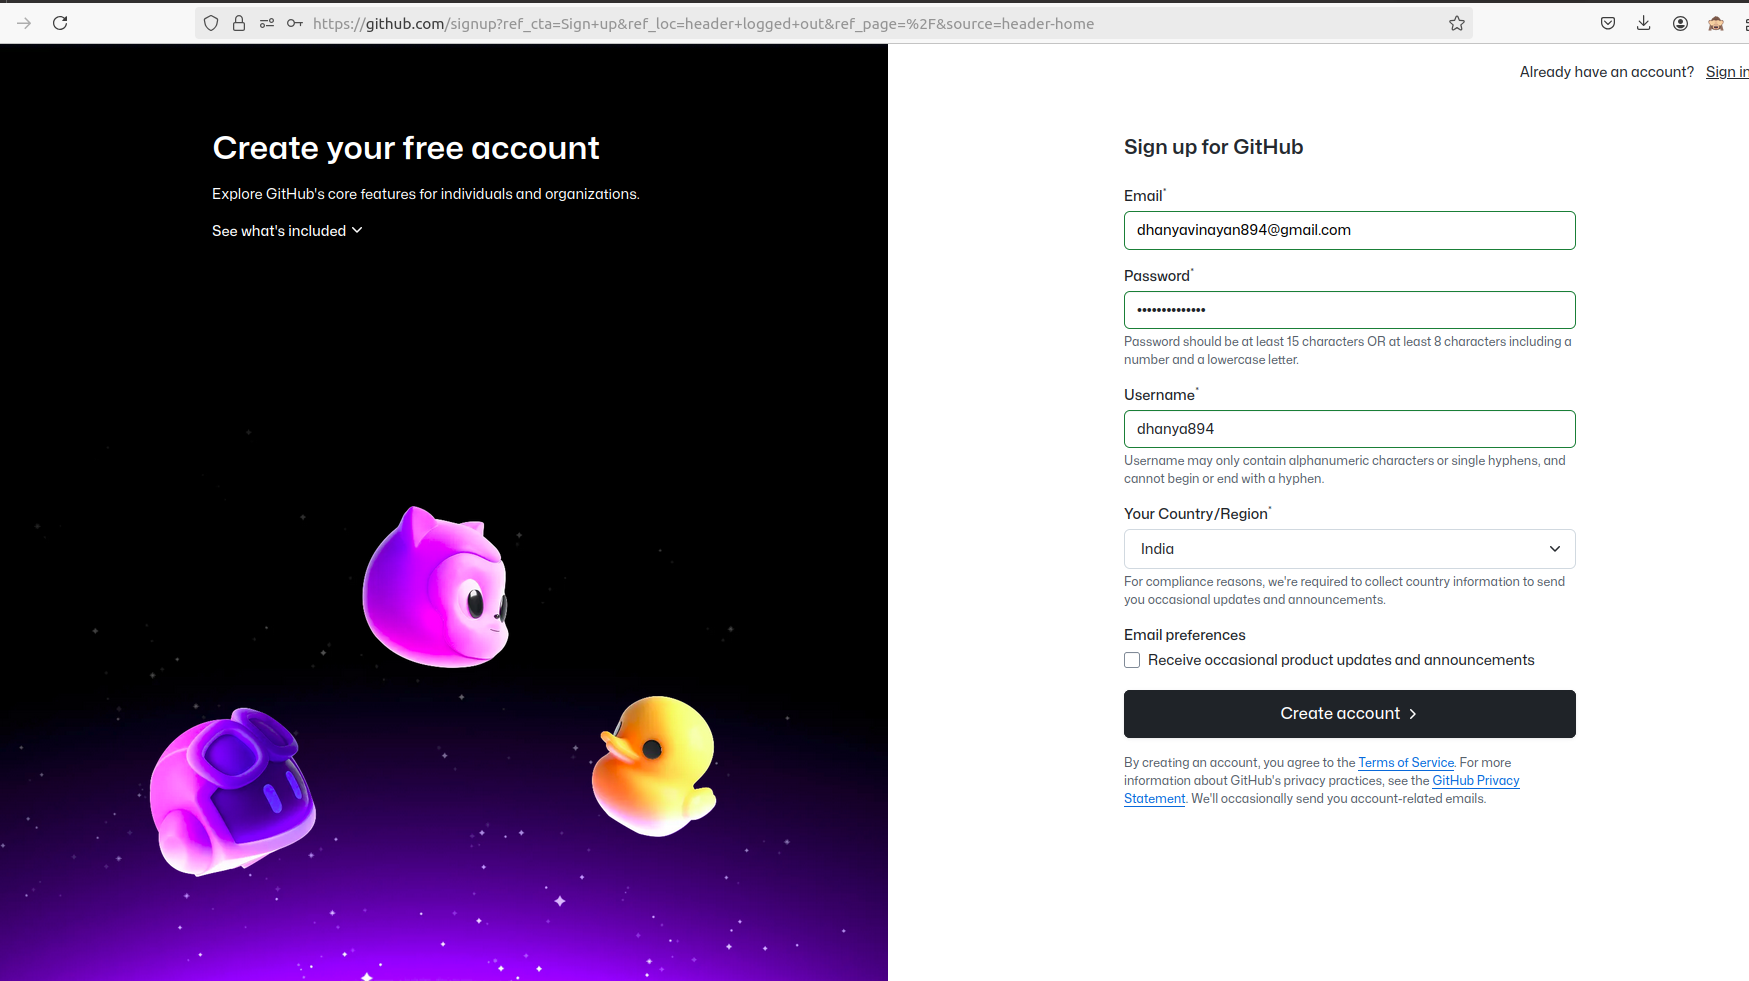 https://github.com/signup?ref_cta=Sign+up&ref_loc=header+logged+out&ref_page=%2F&source=header-home
Already have an account? Sign in
Create your free account
Explore GitHub's core features for individuals and organizations.
See what's included
Sign up for GitHub
Email*
dhanyavinayan894@gmail.com
Password*
••••••••••••••
Password should be at least 15 characters OR at least 8 characters including a
number and a lowercase letter.
Username*
dhanya894
Username may only contain alphanumeric characters or single hyphens, and
cannot begin or end with a hyphen.
Your Country/Region*
India
For compliance reasons, we're required to collect country information to send
you occasional updates and announcements.
Email preferences
Receive occasional product updates and announcements
Create account
By creating an account, you agree to the Terms of Service. For more
information about GitHub's privacy practices, see the GitHub Privacy
Statement. We'll occasionally send you account-related emails.